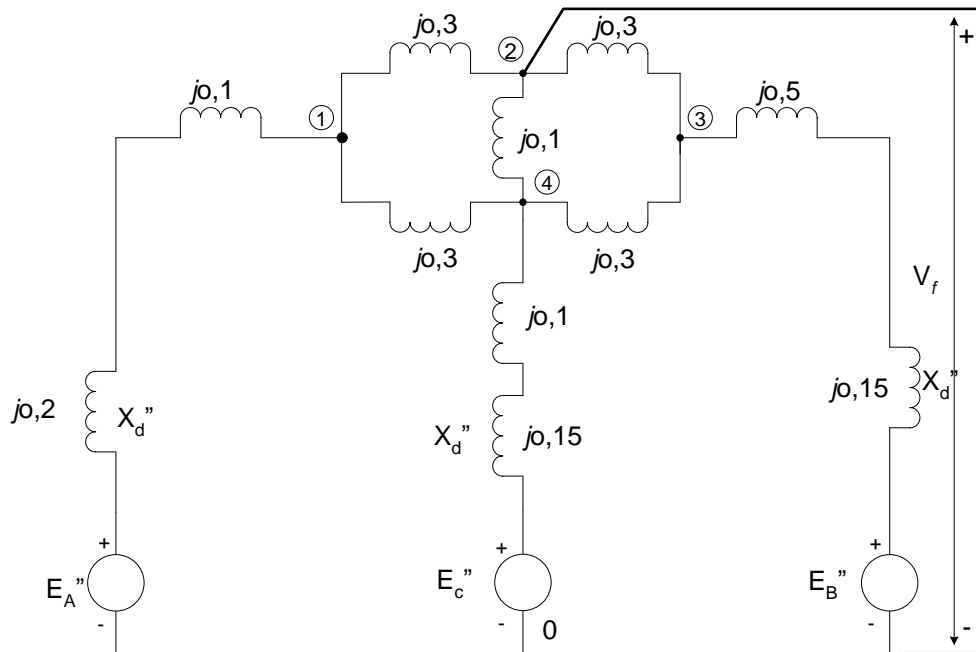 jo,3
②
jo,3
jo,1
①
jo,5
③
jo,1
④
jo,3
jo,3
V_f
jo,1
jo,2
X_d”
X_d”
jo,15
jo,15
X_d”
+
-
+
E_A”
-
+
E_c”
-
0
+
E_B”
-